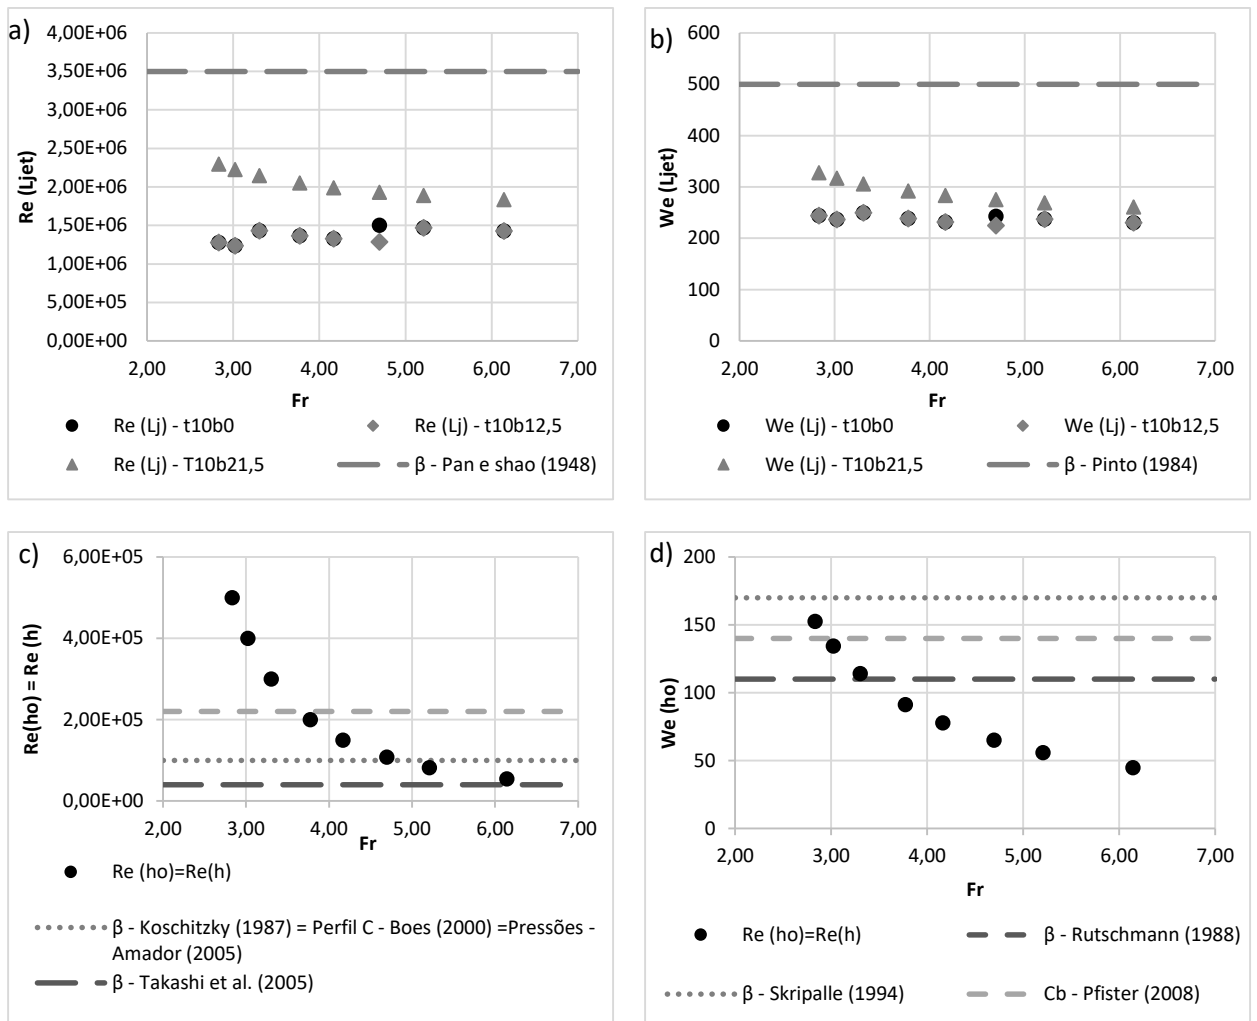 a)
4,00E+06
3,50E+06
3,00E+06
2,50E+06
2,00E+06
1,50E+06
1,00E+06
5,00E+05
0,00E+00
Re (Ljet)
2,00 3,00 4,00 5,00 6,00 7,00
Fr
Re (Lj) - t10b0 Re (Lj) - t10b12,5
Re (Lj) - T10b21,5 β - Pan e shao (1948)
b)
600
500
400
300
200
100
0
We (Ljet)
2,00 3,00 4,00 5,00 6,00 7,00
Fr
We (Lj) - t10b0 We (Lj) - t10b12,5
We (Lj) - T10b21,5 β - Pinto (1984)
c)
6,00E+05
4,00E+05
2,00E+05
0,00E+00
Re(ho) = Re (h)
2,00 3,00 4,00 5,00 6,00 7,00
Fr
Re (ho)=Re(h)
β - Koschitzky (1987) = Perfil C - Boes (2000) =Pressões -
Amador (2005)
β - Takashi et al. (2005)
d)
200
150
100
50
0
We (ho)
2,00 3,00 4,00 5,00 6,00 7,00
Fr
Re (ho)=Re(h) β - Rutschmann (1988)
β - Skripalle (1994) Cb - Pfister (2008)